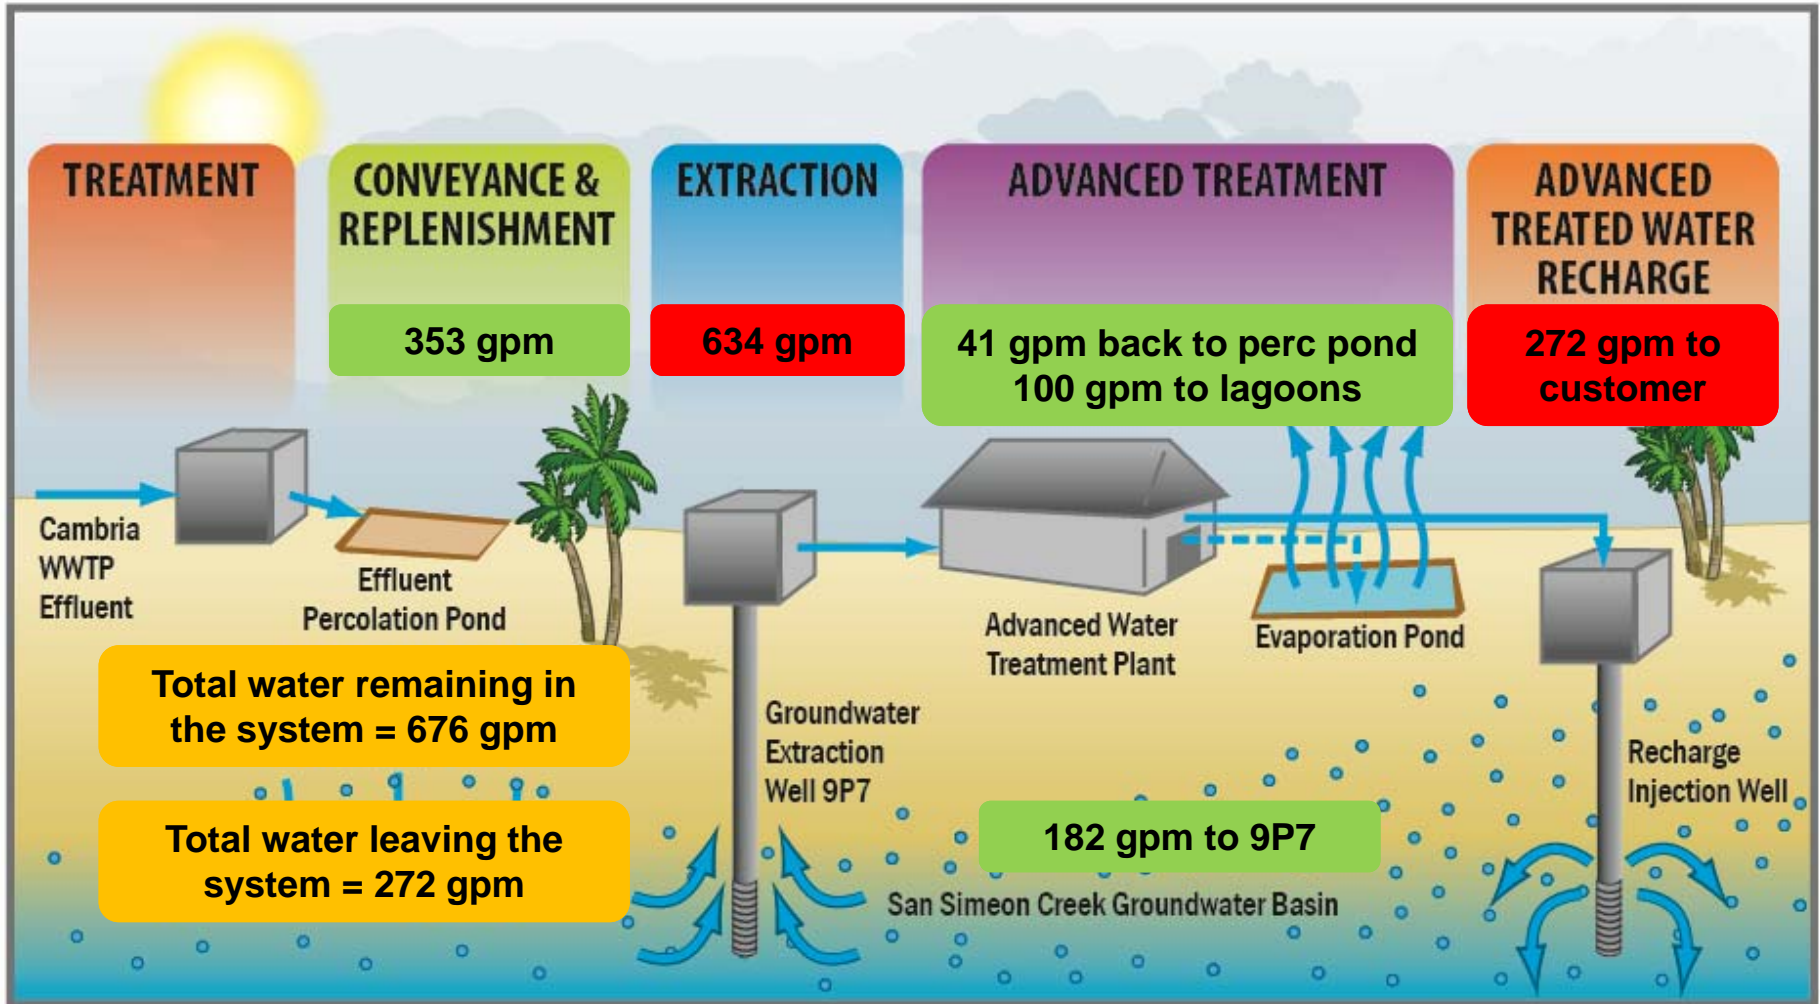 TREATMENT
CONVEYANCE &
REPLENISHMENT
353 gpm
EXTRACTION
634 gpm
ADVANCED TREATMENT
41 gpm back to perc pond
100 gpm to lagoons
ADVANCED
TREATED WATER
RECHARGE
272 gpm to
customer
Cambria
WWTP
Effluent
Effluent
Percolation Pond
Advanced Water
Treatment Plant
Evaporation Pond
Total water remaining in
the system = 676 gpm
Groundwater
Extraction
Well 9P7
Recharge
Injection Well
Total water leaving the
system = 272 gpm
182 gpm to 9P7
San Simeon Creek Groundwater Basin